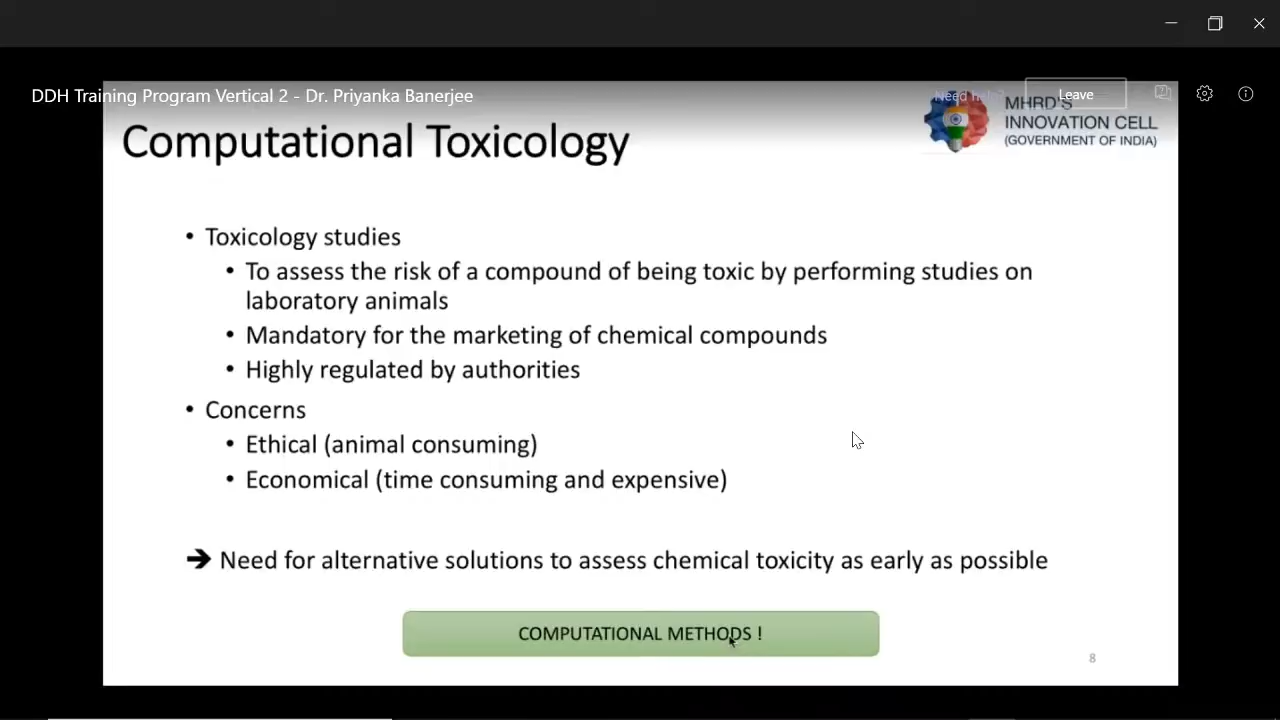 DDH Training Program Vertical 2 - Dr. Priyanka Banerjee
Need help?
Leave
MHRD'S
INNOVATION CELL
(GOVERNMENT OF INDIA)
Computational Toxicology
• Toxicology studies
• To assess the risk of a compound of being toxic by performing studies on
laboratory animals
• Mandatory for the marketing of chemical compounds
• Highly regulated by authorities
• Concerns
• Ethical (animal consuming)
• Economical (time consuming and expensive)
➔ Need for alternative solutions to assess chemical toxicity as early as possible
COMPUTATIONAL METHODS !
8